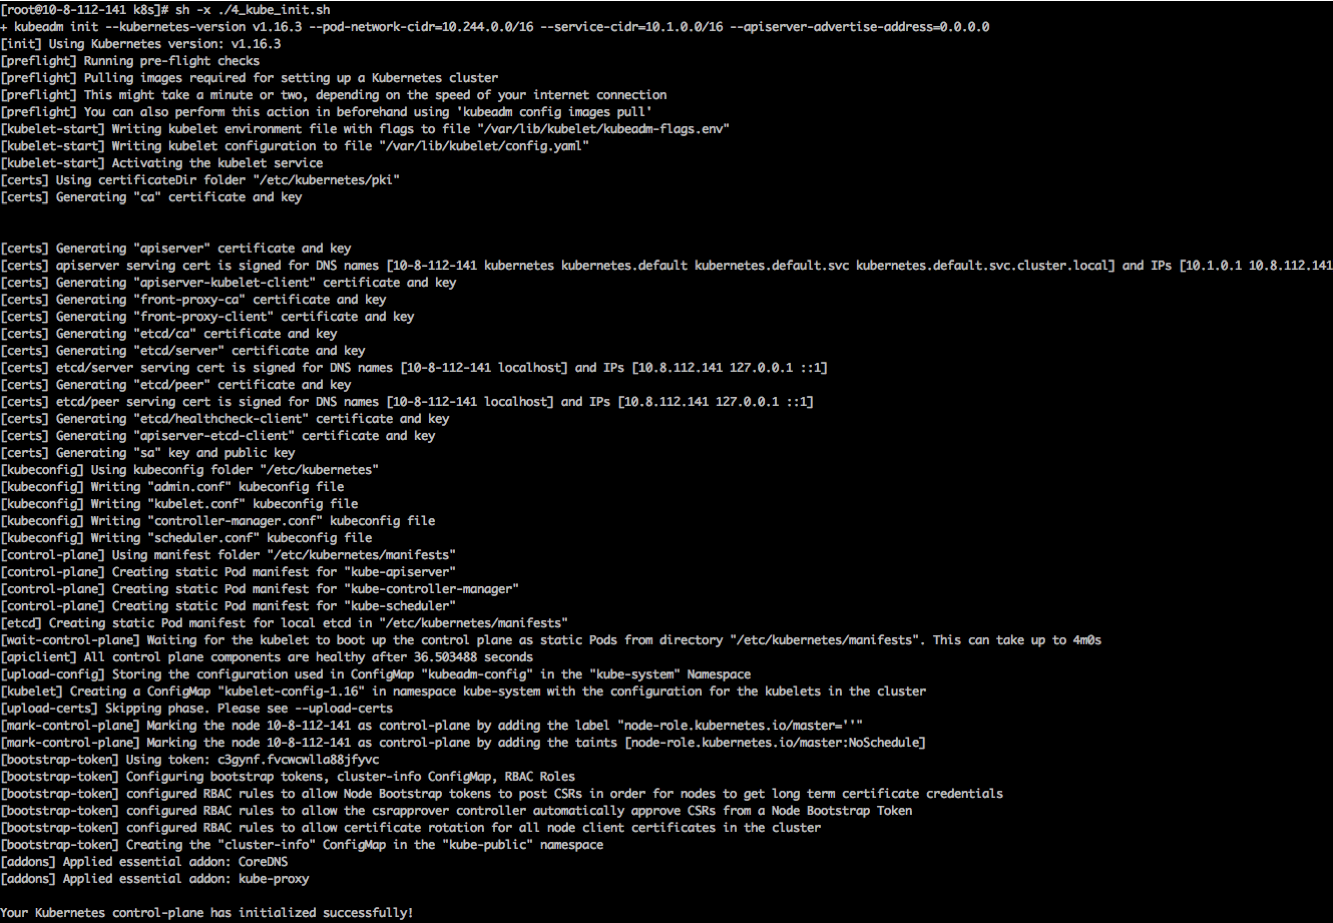 [root@10-8-112-141 k8s]# sh -x ./4_kube_init.sh
+ kubeadm init --kubernetes-version v1.16.3 --pod-network-cidr=10.244.0.0/16 --service-cidr=10.1.0.0/16 --apiserver-advertise-address=0.0.0.0
[init] Using Kubernetes version: v1.16.3
[preflight] Running pre-flight checks
[preflight] Pulling images required for setting up a Kubernetes cluster
[preflight] This might take a minute or two, depending on the speed of your internet connection
[preflight] You can also perform this action in beforehand using 'kubeadm config images pull'
[kubelet-start] Writing kubelet environment file with flags to file "/var/lib/kubelet/kubeadm-flags.env"
[kubelet-start] Writing kubelet configuration to file "/var/lib/kubelet/config.yaml"
[kubelet-start] Activating the kubelet service
[certs] Using certificateDir folder "/etc/kubernetes/pki"
[certs] Generating "ca" certificate and key
[certs] Generating "apiserver" certificate and key
[certs] apiserver serving cert is signed for DNS names [10-8-112-141 kubernetes kubernetes.default kubernetes.default.svc kubernetes.default.svc.cluster.local] and IPs [10.1.0.1 10.8.112.141
[certs] Generating "apiserver-kubelet-client" certificate and key
[certs] Generating "front-proxy-ca" certificate and key
[certs] Generating "front-proxy-client" certificate and key
[certs] Generating "etcd/ca" certificate and key
[certs] Generating "etcd/server" certificate and key
[certs] etcd/server serving cert is signed for DNS names [10-8-112-141 localhost] and IPs [10.8.112.141 127.0.0.1 ::1]
[certs] Generating "etcd/peer" certificate and key
[certs] etcd/peer serving cert is signed for DNS names [10-8-112-141 localhost] and IPs [10.8.112.141 127.0.0.1 ::1]
[certs] Generating "etcd/healthcheck-client" certificate and key
[certs] Generating "apiserver-etcd-client" certificate and key
[certs] Generating "sa" key and public key
[kubeconfig] Using kubeconfig folder "/etc/kubernetes"
[kubeconfig] Writing "admin.conf" kubeconfig file
[kubeconfig] Writing "kubelet.conf" kubeconfig file
[kubeconfig] Writing "controller-manager.conf" kubeconfig file
[kubeconfig] Writing "scheduler.conf" kubeconfig file
[control-plane] Using manifest folder "/etc/kubernetes/manifests"
[control-plane] Creating static Pod manifest for "kube-apiserver"
[control-plane] Creating static Pod manifest for "kube-controller-manager"
[control-plane] Creating static Pod manifest for "kube-scheduler"
[etcd] Creating static Pod manifest for local etcd in "/etc/kubernetes/manifests"
[wait-control-plane] Waiting for the kubelet to boot up the control plane as static Pods from directory "/etc/kubernetes/manifests". This can take up to 4m0s
[apiclient] All control plane components are healthy after 36.503488 seconds
[upload-config] Storing the configuration used in ConfigMap "kubeadm-config" in the "kube-system" Namespace
[kubelet] Creating a ConfigMap "kubelet-config-1.16" in namespace kube-system with the configuration for the kubelets in the cluster
[upload-certs] Skipping phase. Please see --upload-certs
[mark-control-plane] Marking the node 10-8-112-141 as control-plane by adding the label "node-role.kubernetes.io/master=''"
[mark-control-plane] Marking the node 10-8-112-141 as control-plane by adding the taints [node-role.kubernetes.io/master:NoSchedule]
[bootstrap-token] Using token: c3gynf.fvcwcwlla88jfyvc
[bootstrap-token] Configuring bootstrap tokens, cluster-info ConfigMap, RBAC Roles
[bootstrap-token] configured RBAC rules to allow Node Bootstrap tokens to post CSRs in order for nodes to get long term certificate credentials
[bootstrap-token] configured RBAC rules to allow the csrapprover controller automatically approve CSRs from a Node Bootstrap Token
[bootstrap-token] configured RBAC rules to allow certificate rotation for all node client certificates in the cluster
[bootstrap-token] Creating the "cluster-info" ConfigMap in the "kube-public" namespace
[addons] Applied essential addon: CoreDNS
[addons] Applied essential addon: kube-proxy
Your Kubernetes control-plane has initialized successfully!